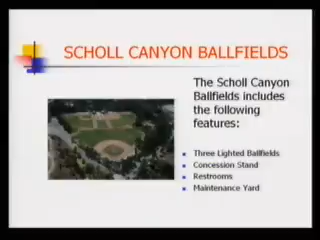 SCHOLL CANYON BALLFIELDS
The Scholl Canyon
Ballfields includes
the following
features:
Three Lighted Ballfields
Concession Stand
Restrooms
Maintenance Yard